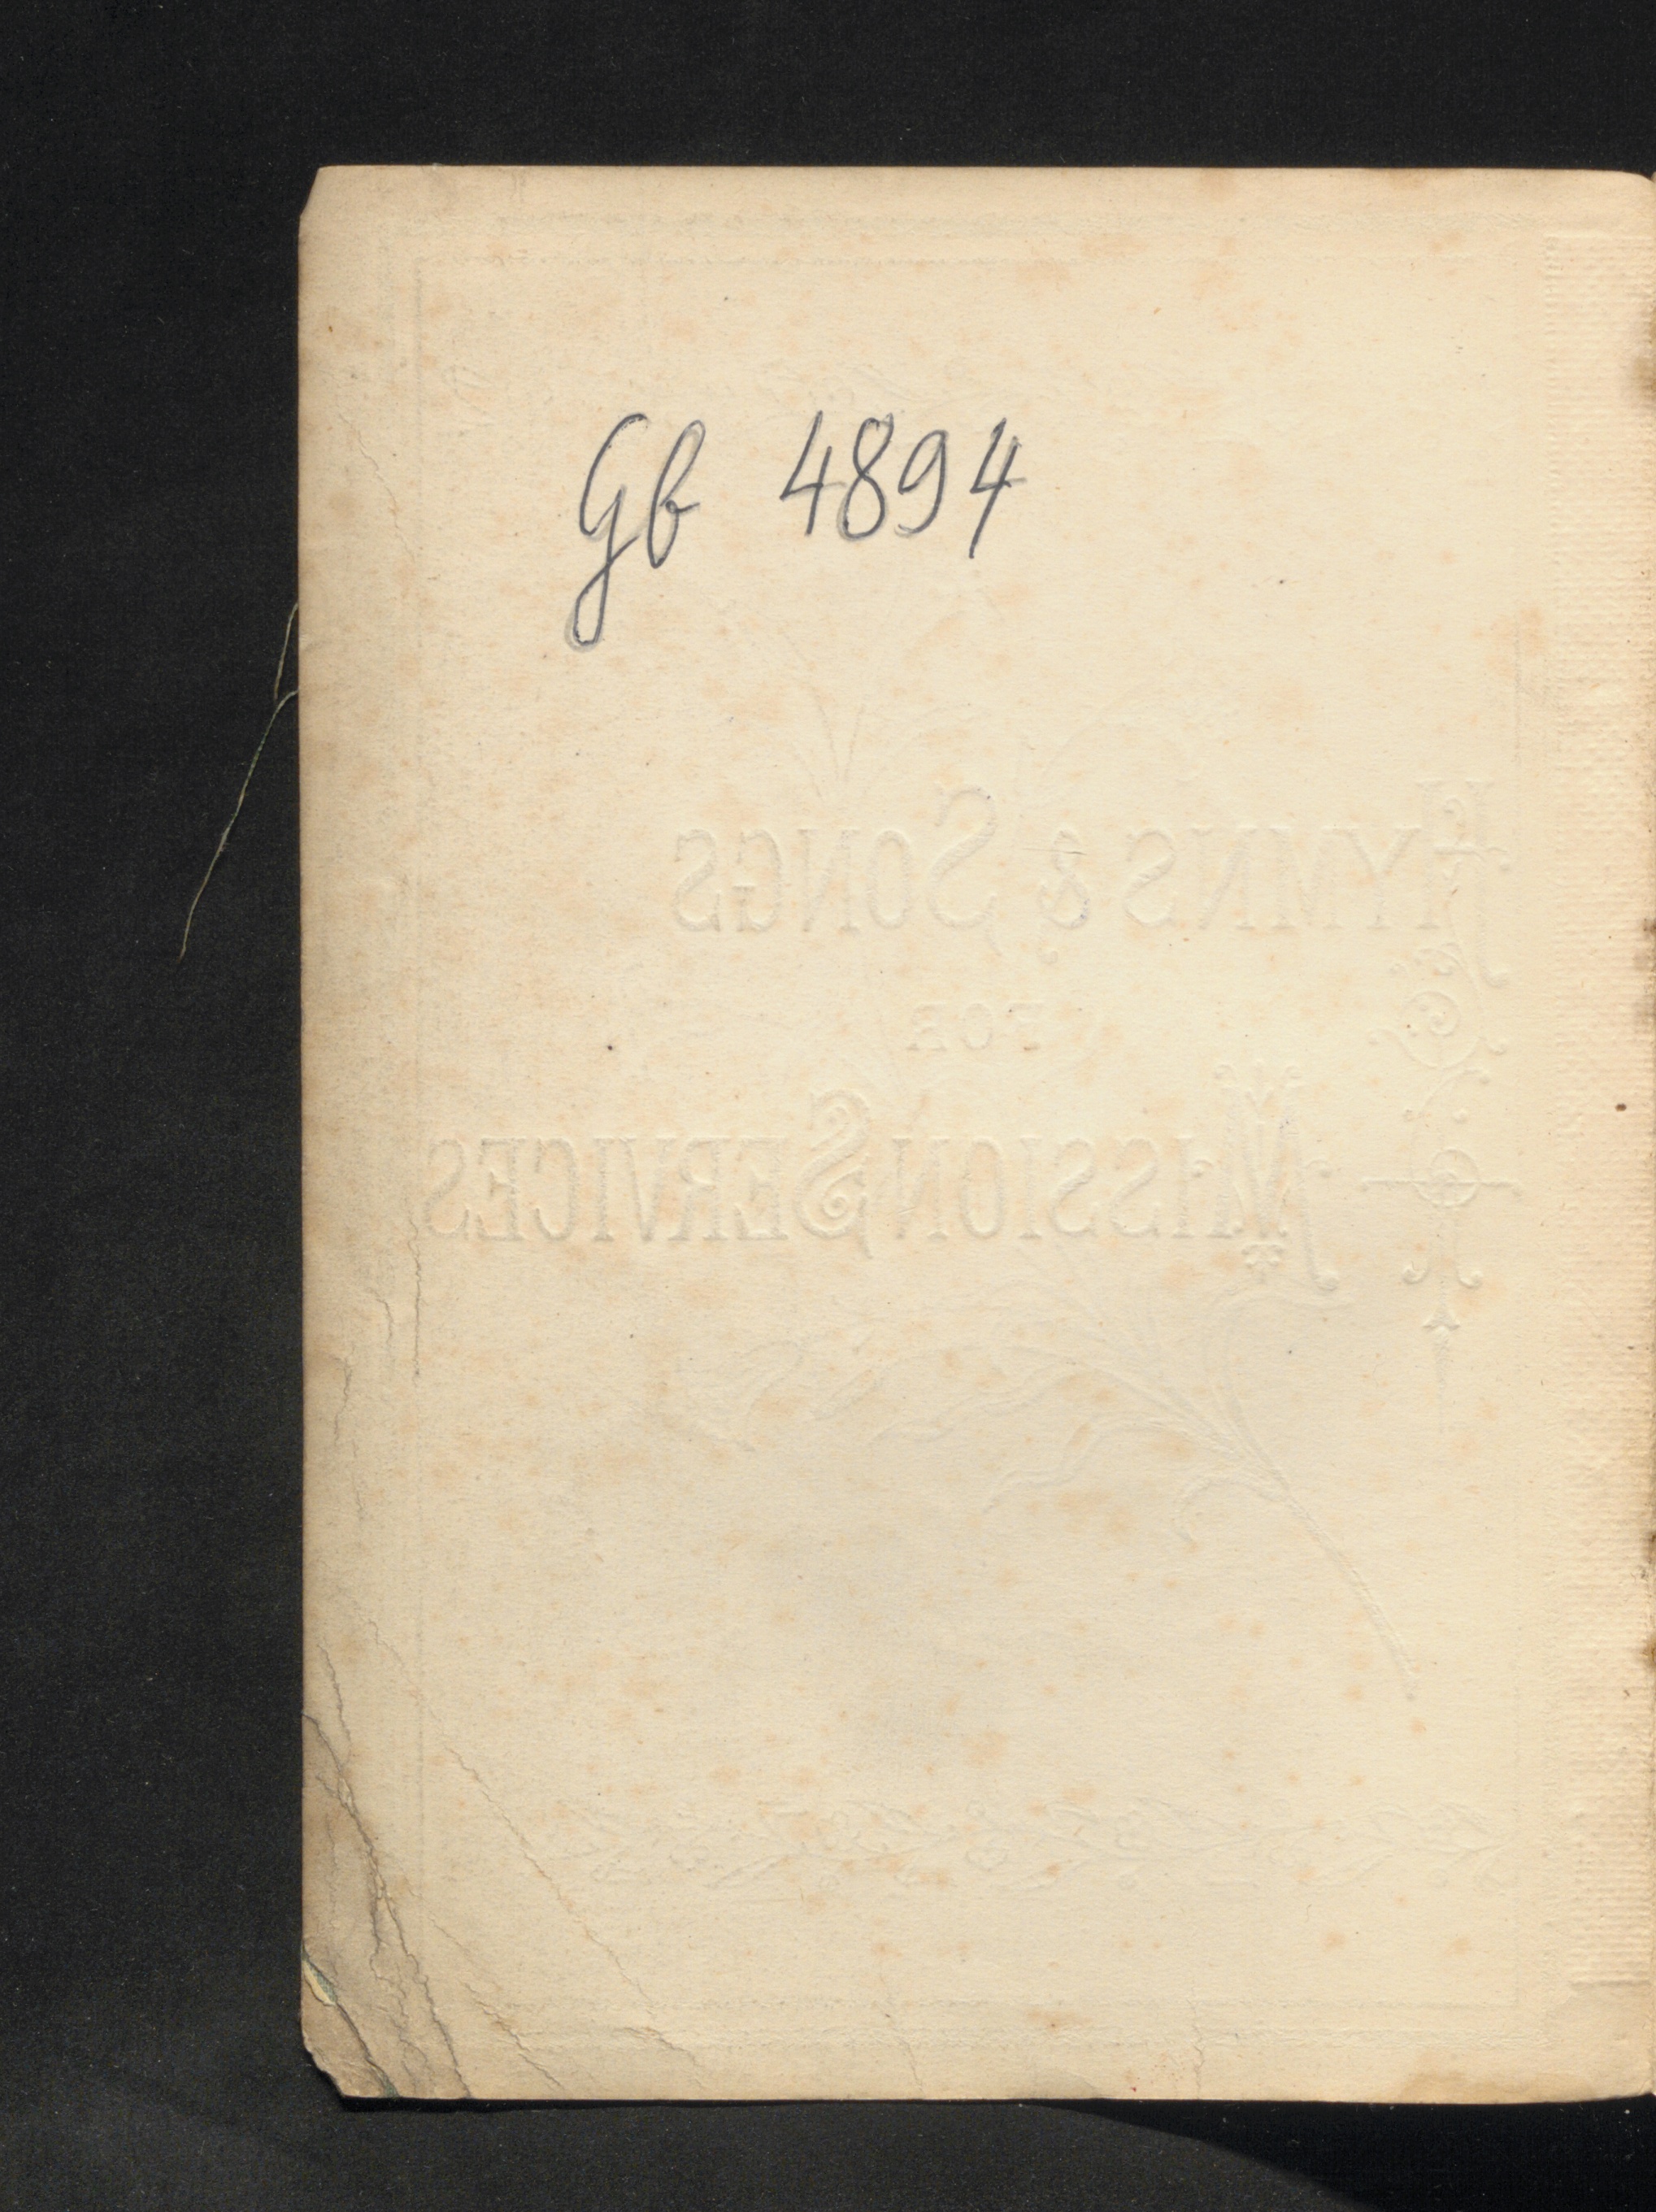 Gb 4894
HYMNS & SONGS
FOR
MISSION SERVICES